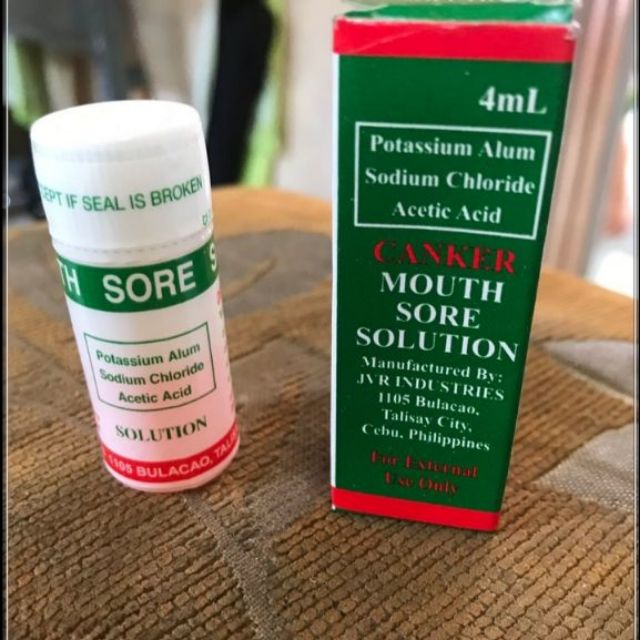 EPT IF SEAL IS BROKEN
TH SORE S
Potassium Alum
Sodium Chloride
Acetic Acid
SOLUTION
1105 BULACAO, TAL
4mL
Potassium Alum
Sodium Chloride
Acetic Acid
CANKER
MOUTH
SORE
SOLUTION
Manufactured By:
JVR INDUSTRIES
1105 Bulacao,
Talisay City,
Cebu, Philippines
For External
Use Only